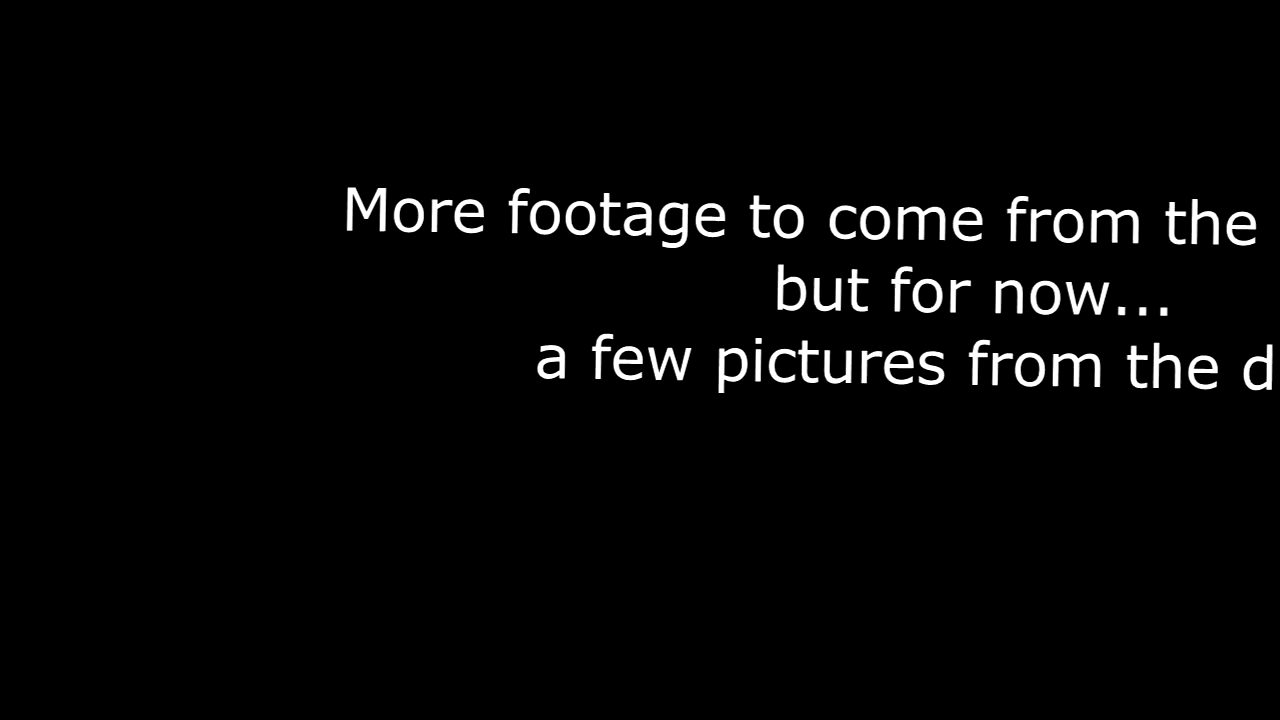 More footage to come from the
but for now...
a few pictures from the